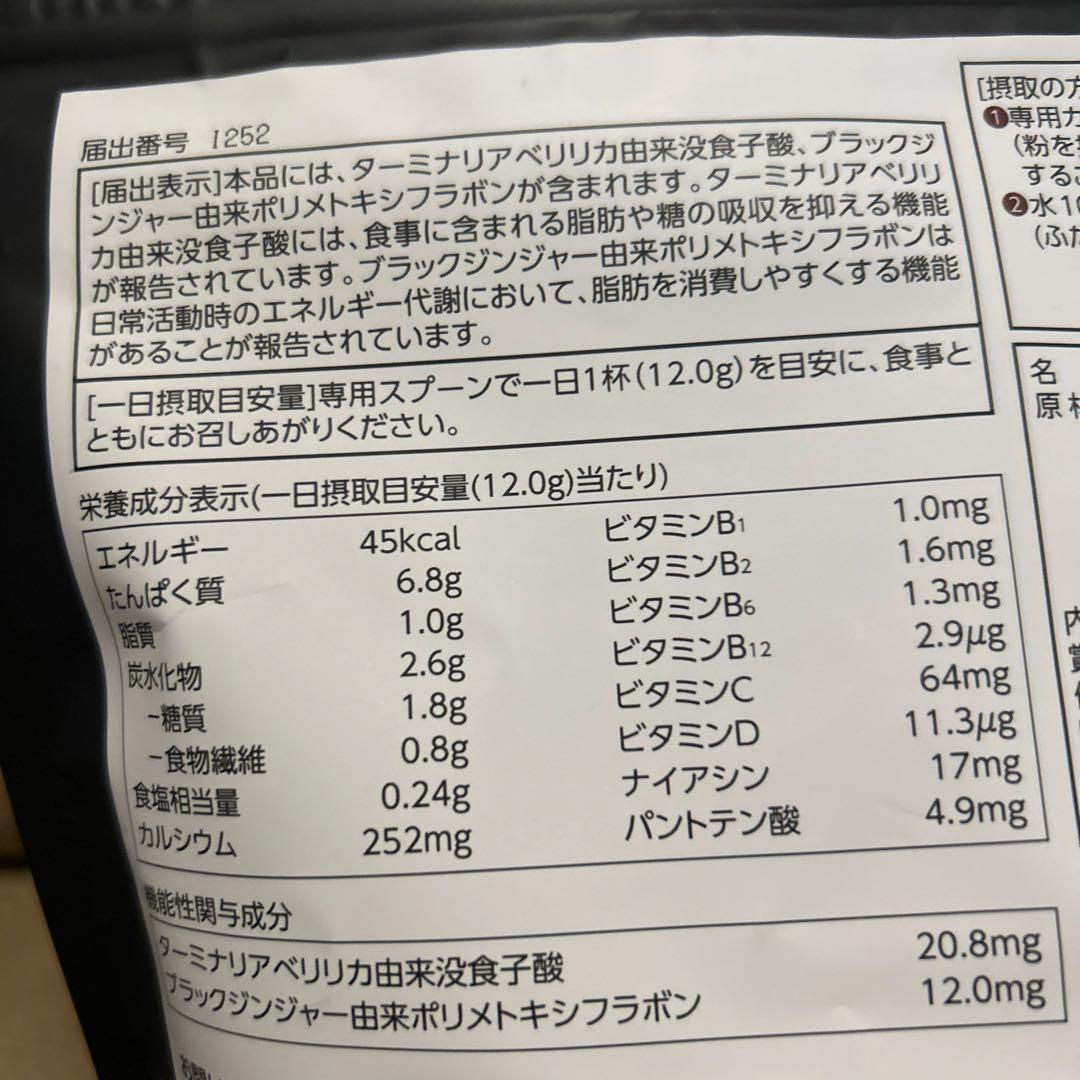 届出番号 1252
[届出表示]本品には、ターミナリアベリリカ由来没食子酸、ブラックジ
ンジャー由来ポリメトキシフラボンが含まれます。ターミナリアベリリ
カ由来没食子酸には、食事に含まれる脂肪や糖の吸収を抑える機能
が報告されています。ブラックジンジャー由来ポリメトキシフラボンは
日常活動時のエネルギー代謝において、脂肪を消費しやすくする機能
があることが報告されています。
[一日摂取目安量]専用スプーンで一日1杯(12.0g)を目安に、食事と
ともにお召しあがりください。
栄養成分表示(一日摂取目安量(12.0g)当たり)
エネルギー 45kcal
たんぱく質 6.8g
脂質 1.0g
炭水化物 2.6g
-糖質 1.8g
-食物繊維 0.8g
食塩相当量 0.24g
カルシウム 252mg
ビタミンB1 1.0mg
ビタミンB2 1.6mg
ビタミンB6 1.3mg
ビタミンB12 2.9μg
ビタミンC 64mg
ビタミンD 11.3μg
ナイアシン 17mg
パントテン酸 4.9mg
機能性関与成分
ターミナリアベリリカ由来没食子酸 20.8mg
ブラックジンジャー由来ポリメトキシフラボン 12.0mg
[摂取の方
❶専用カ
(粉を
するこ
❷水10
(ふた
名
原材
内
賞